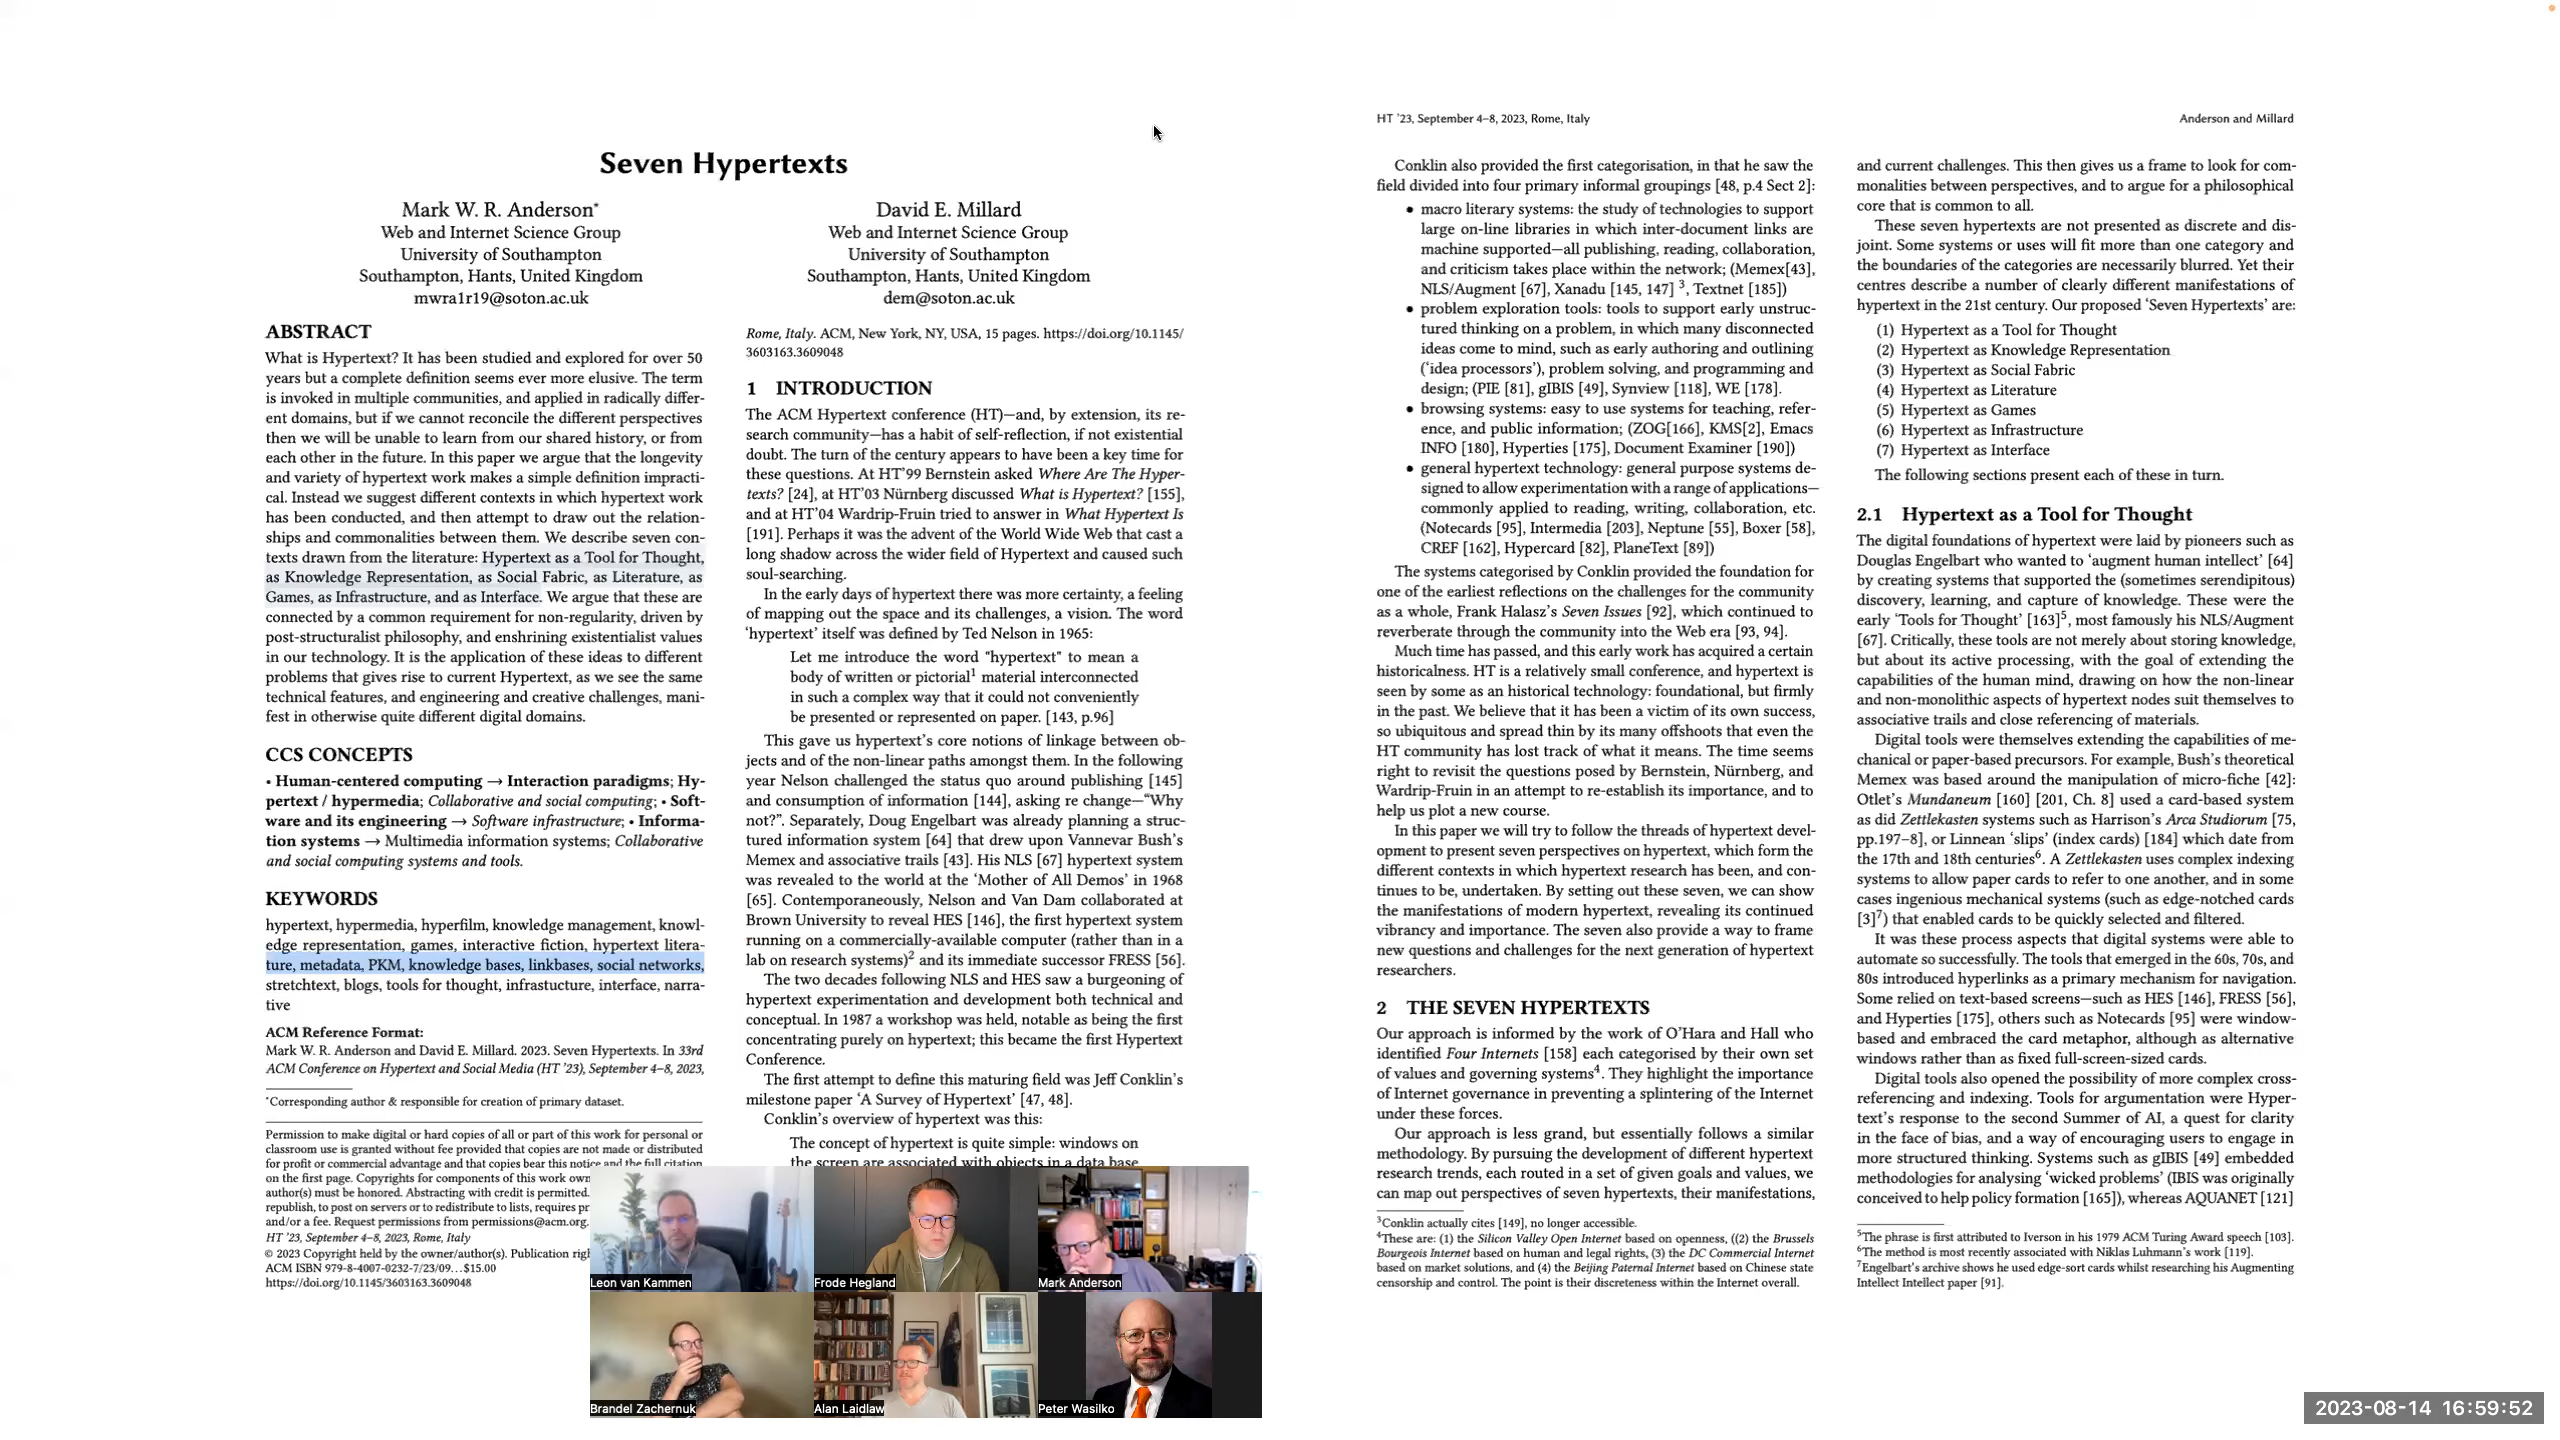 Seven Hypertexts
Mark W. R. Anderson*
Web and Internet Science Group
University of Southampton
Southampton, Hants, United Kingdom
mwra1r19@soton.ac.uk
David E. Millard
Web and Internet Science Group
University of Southampton
Southampton, Hants, United Kingdom
dem@soton.ac.uk
ABSTRACT
What is Hypertext? It has been studied and explored for over 50
years but a complete definition seems ever more elusive. The term
is invoked in multiple communities, and applied in radically differ-
ent domains, but if we cannot reconcile the different perspectives
then we will be unable to learn from our shared history, or from
each other in the future. In this paper we argue that the longevity
and variety of hypertext work makes a simple definition impracti-
cal. Instead we suggest different contexts in which hypertext work
has been conducted, and then attempt to draw out the relation-
ships and commonalities between them. We describe seven con-
texts drawn from the literature: Hypertext as a Tool for Thought,
as Knowledge Representation, as Social Fabric, as Literature, as
Games, as Infrastructure, and as Interface. We argue that these are
connected by a common requirement for non-regularity, driven by
post-structuralist philosophy, and enshrining existentialist values
in our technology. It is the application of these ideas to different
problems that gives rise to current Hypertext, as we see the same
technical features, and engineering and creative challenges, mani-
fest in otherwise quite different digital domains.
CCS CONCEPTS
• Human-centered computing → Interaction paradigms; Hy-
pertext / hypermedia; Collaborative and social computing; • Soft-
ware and its engineering → Software infrastructure; • Informa-
tion systems → Multimedia information systems; Collaborative
and social computing systems and tools.
KEYWORDS
hypertext, hypermedia, hyperfilm, knowledge management, knowl-
edge representation, games, interactive fiction, hypertext litera-
ture, metadata, PKM, knowledge bases, linkbases, social networks,
stretchtext, blogs, tools for thought, infrastucture, interface, narra-
tive
ACM Reference Format:
Mark W. R. Anderson and David E. Millard. 2023. Seven Hypertexts. In 33rd
ACM Conference on Hypertext and Social Media (HT '23), September 4–8, 2023,
*Corresponding author & responsible for creation of primary dataset.
Permission to make digital or hard copies of all or part of this work for personal or
classroom use is granted without fee provided that copies are not made or distributed
for profit or commercial advantage and that copies bear this notice and the full citation
on the first page. Copyrights for components of this work own
author(s) must be honored. Abstracting with credit is permitted.
republish, to post on servers or to redistribute to lists, requires pr
and/or a fee. Request permissions from permissions@acm.org.
HT '23, September 4–8, 2023, Rome, Italy
© 2023 Copyright held by the owner/author(s). Publication righ
ACM ISBN 979-8-4007-0232-7/23/09...$15.00
https://doi.org/10.1145/3603163.3609048
Rome, Italy. ACM, New York, NY, USA, 15 pages. https://doi.org/10.1145/
3603163.3609048
1 INTRODUCTION
The ACM Hypertext conference (HT)—and, by extension, its re-
search community—has a habit of self-reflection, if not existential
doubt. The turn of the century appears to have been a key time for
these questions. At HT'99 Bernstein asked Where Are The Hyper-
texts? [24], at HT'03 Nürnberg discussed What is Hypertext? [155],
and at HT'04 Wardrip-Fruin tried to answer in What Hypertext Is
[191]. Perhaps it was the advent of the World Wide Web that cast a
long shadow across the wider field of Hypertext and caused such
soul-searching.
In the early days of hypertext there was more certainty, a feeling
of mapping out the space and its challenges, a vision. The word
'hypertext' itself was defined by Ted Nelson in 1965:
Let me introduce the word "hypertext" to mean a
body of written or pictorial1 material interconnected
in such a complex way that it could not conveniently
be presented or represented on paper. [143, p.96]
This gave us hypertext's core notions of linkage between ob-
jects and of the non-linear paths amongst them. In the following
year Nelson challenged the status quo around publishing [145]
and consumption of information [144], asking re change—“Why
not?”. Separately, Doug Engelbart was already planning a struc-
tured information system [64] that drew upon Vannevar Bush's
Memex and associative trails [43]. His NLS [67] hypertext system
was revealed to the world at the 'Mother of All Demos' in 1968
[65]. Contemporaneously, Nelson and Van Dam collaborated at
Brown University to reveal HES [146], the first hypertext system
running on a commercially-available computer (rather than in a
lab on research systems)2 and its immediate successor FRESS [56].
The two decades following NLS and HES saw a burgeoning of
hypertext experimentation and development both technical and
conceptual. In 1987 a workshop was held, notable as being the first
concentrating purely on hypertext; this became the first Hypertext
Conference.
The first attempt to define this maturing field was Jeff Conklin's
milestone paper 'A Survey of Hypertext' [47, 48].
Conklin's overview of hypertext was this:
The concept of hypertext is quite simple: windows on
the screen are associated with objects in a data base
HT '23, September 4–8, 2023, Rome, Italy
Anderson and Millard
Conklin also provided the first categorisation, in that he saw the
field divided into four primary informal groupings [48, p.4 Sect 2]:
• macro literary systems: the study of technologies to support
large on-line libraries in which inter-document links are
machine supported—all publishing, reading, collaboration,
and criticism takes place within the network; (Memex[43],
NLS/Augment [67], Xanadu [145, 147] 3, Textnet [185])
• problem exploration tools: tools to support early unstruc-
tured thinking on a problem, in which many disconnected
ideas come to mind, such as early authoring and outlining
('idea processors'), problem solving, and programming and
design; (PIE [81], gIBIS [49], Synview [118], WE [178].
• browsing systems: easy to use systems for teaching, refer-
ence, and public information; (ZOG[166], KMS[2], Emacs
INFO [180], Hyperties [175], Document Examiner [190])
• general hypertext technology: general purpose systems de-
signed to allow experimentation with a range of applications—
commonly applied to reading, writing, collaboration, etc.
(Notecards [95], Intermedia [203], Neptune [55], Boxer [58],
CREF [162], Hypercard [82], PlaneText [89])
The systems categorised by Conklin provided the foundation for
one of the earliest reflections on the challenges for the community
as a whole, Frank Halasz's Seven Issues [92], which continued to
reverberate through the community into the Web era [93, 94].
Much time has passed, and this early work has acquired a certain
historicalness. HT is a relatively small conference, and hypertext is
seen by some as an historical technology: foundational, but firmly
in the past. We believe that it has been a victim of its own success,
so ubiquitous and spread thin by its many offshoots that even the
HT community has lost track of what it means. The time seems
right to revisit the questions posed by Bernstein, Nürnberg, and
Wardrip-Fruin in an attempt to re-establish its importance, and to
help us plot a new course.
In this paper we will try to follow the threads of hypertext devel-
opment to present seven perspectives on hypertext, which form the
different contexts in which hypertext research has been, and con-
tinues to be, undertaken. By setting out these seven, we can show
the manifestations of modern hypertext, revealing its continued
vibrancy and importance. The seven also provide a way to frame
new questions and challenges for the next generation of hypertext
researchers.
2 THE SEVEN HYPERTEXTS
Our approach is informed by the work of O'Hara and Hall who
identified Four Internets [158] each categorised by their own set
of values and governing systems4. They highlight the importance
of Internet governance in preventing a splintering of the Internet
under these forces.
Our approach is less grand, but essentially follows a similar
methodology. By pursuing the development of different hypertext
research trends, each routed in a set of given goals and values, we
can map out perspectives of seven hypertexts, their manifestations,
3Conklin actually cites [149], no longer accessible.
4These are: (1) the Silicon Valley Open Internet based on openness, ((2) the Brussels
Bourgeois Internet based on human and legal rights, (3) the DC Commercial Internet
based on market solutions, and (4) the Beijing Paternal Internet based on Chinese state
censorship and control. The point is their discreteness within the Internet overall.
and current challenges. This then gives us a frame to look for com-
monalities between perspectives, and to argue for a philosophical
core that is common to all.
These seven hypertexts are not presented as discrete and dis-
joint. Some systems or uses will fit more than one category and
the boundaries of the categories are necessarily blurred. Yet their
centres describe a number of clearly different manifestations of
hypertext in the 21st century. Our proposed 'Seven Hypertexts' are:
(1) Hypertext as a Tool for Thought
(2) Hypertext as Knowledge Representation
(3) Hypertext as Social Fabric
(4) Hypertext as Literature
(5) Hypertext as Games
(6) Hypertext as Infrastructure
(7) Hypertext as Interface
The following sections present each of these in turn.
2.1 Hypertext as a Tool for Thought
The digital foundations of hypertext were laid by pioneers such as
Douglas Engelbart who wanted to 'augment human intellect' [64]
by creating systems that supported the (sometimes serendipitous)
discovery, learning, and capture of knowledge. These were the
early 'Tools for Thought' [163]5, most famously his NLS/Augment
[67]. Critically, these tools are not merely about storing knowledge,
but about its active processing, with the goal of extending the
capabilities of the human mind, drawing on how the non-linear
and non-monolithic aspects of hypertext nodes suit themselves to
associative trails and close referencing of materials.
Digital tools were themselves extending the capabilities of me-
chanical or paper-based precursors. For example, Bush's theoretical
Memex was based around the manipulation of micro-fiche [42]:
Otlet's Mundaneum [160] [201, Ch. 8] used a card-based system
as did Zettlekasten systems such as Harrison's Arca Studiorum [75,
pp.197–8], or Linnean 'slips' (index cards) [184] which date from
the 17th and 18th centuries6. A Zettlekasten uses complex indexing
systems to allow paper cards to refer to one another, and in some
cases ingenious mechanical systems (such as edge-notched cards
[3]7) that enabled cards to be quickly selected and filtered.
It was these process aspects that digital systems were able to
automate so successfully. The tools that emerged in the 60s, 70s, and
80s introduced hyperlinks as a primary mechanism for navigation.
Some relied on text-based screens—such as HES [146], FRESS [56],
and Hyperties [175], others such as Notecards [95] were window-
based and embraced the card metaphor, although as alternative
windows rather than as fixed full-screen-sized cards.
Digital tools also opened the possibility of more complex cross-
referencing and indexing. Tools for argumentation were Hyper-
text's response to the second Summer of AI, a quest for clarity
in the face of bias, and a way of encouraging users to engage in
more structured thinking. Systems such as gIBIS [49] embedded
methodologies for analysing 'wicked problems' (IBIS was originally
conceived to help policy formation [165]), whereas AQUANET [121]
5The phrase is first attributed to Iverson in his 1979 ACM Turing Award speech [103].
6The method is most recently associated with Niklas Luhmann's work [119].
7Engelbart's archive shows he used edge-sort cards whilst researching his Augmenting
Intellect Intellect paper [91].
Leon van Kammen
Frode Hegland
Mark Anderson
Brandel Zachernuk
Alan Laidlaw
Peter Wasilko
2023-08-14 16:59:52